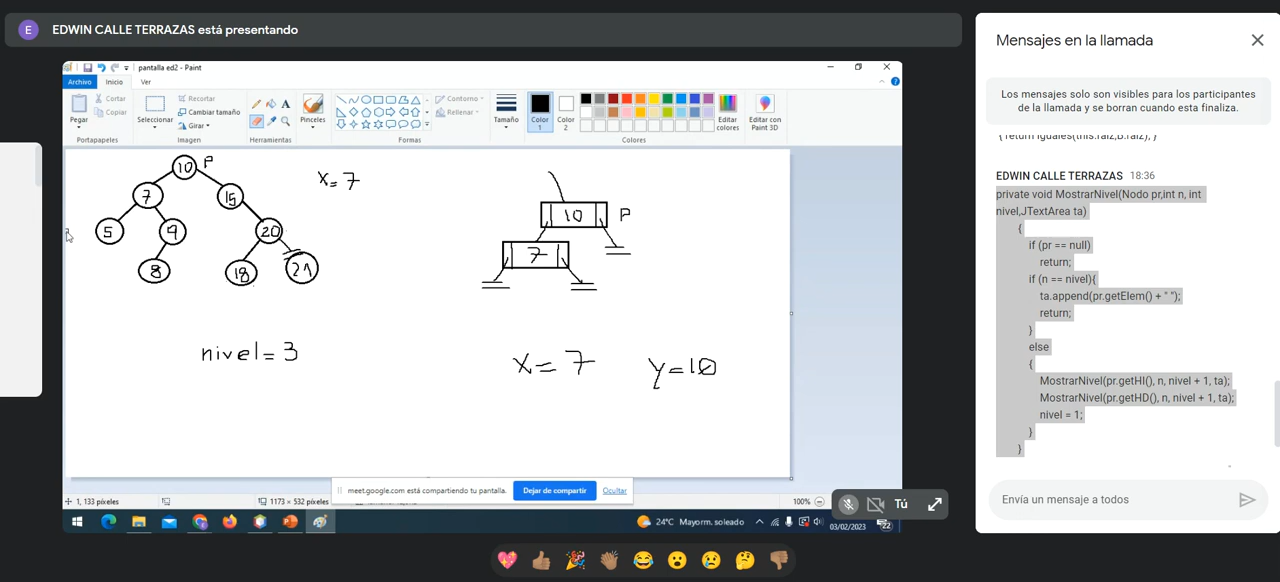 E EDWIN CALLE TERRAZAS está presentando
pantalla ed2 - Paint
Archivo Inicio Ver
Pegar
Cortar
Copiar
Portapapeles
Seleccionar
Recortar
Cambiar tamaño
Girar
Imagen
A
Herramientas
Pinceles
Formas
Contorno
Rellenar
Tamaño
Color 1
Color 2
Editar colores
Editar con Paint 3D
Colores
10 P
7 15
5 9 20
8 18 21
x=7
10 P
7
nivel=3
x=7 y=10
1, 133 píxeles
1173 × 532 píxeles
100%
meet.google.com está compartiendo tu pantalla.
Dejar de compartir
Ocultar
24°C Mayorm. soleado
03/02/2023
22
Tú
Mensajes en la llamada
Los mensajes solo son visibles para los participantes
de la llamada y se borran cuando esta finaliza.
{ return iguales(this.raiz,B.raiz); }
EDWIN CALLE TERRAZAS 18:36
private void MostrarNivel(Nodo pr,int n, int
nivel,JTextArea ta)
{
if (pr == null)
return;
if (n == nivel){
ta.append(pr.getElem() + " ");
return;
}
else
{
MostrarNivel(pr.getHI(), n, nivel + 1, ta);
MostrarNivel(pr.getHD(), n, nivel + 1, ta);
nivel = 1;
}
}
Envía un mensaje a todos